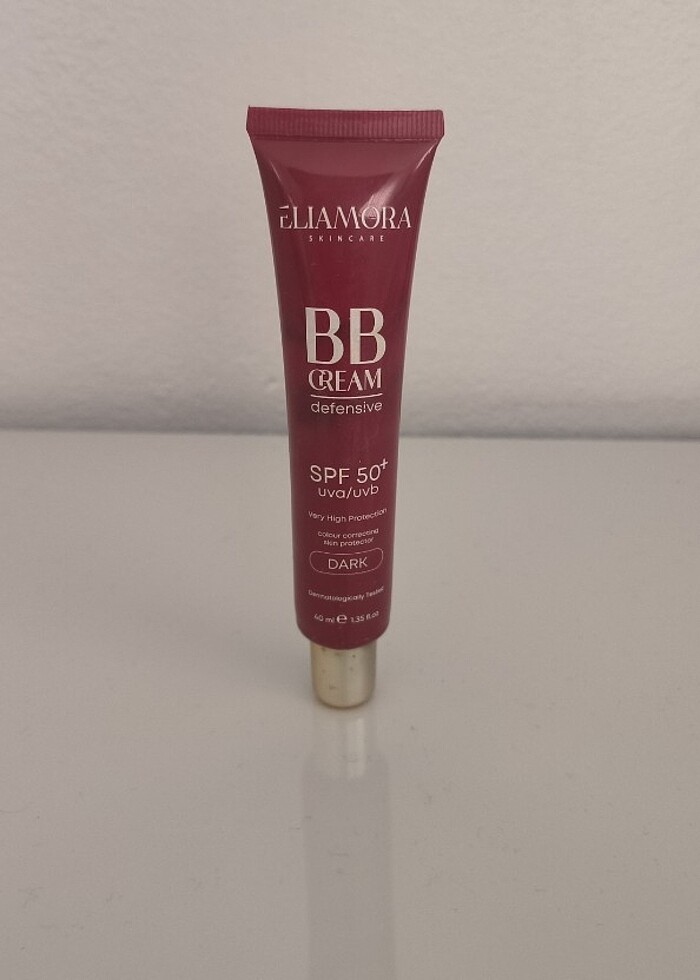 ÉLIAMORA
SKINCARE
BB
CREAM
defensive
SPF 50+
uva/uvb
Very High Protection
colour correcting
skin protector
DARK
Dermatologically Tested
40 ml e 1.35 fl.oz